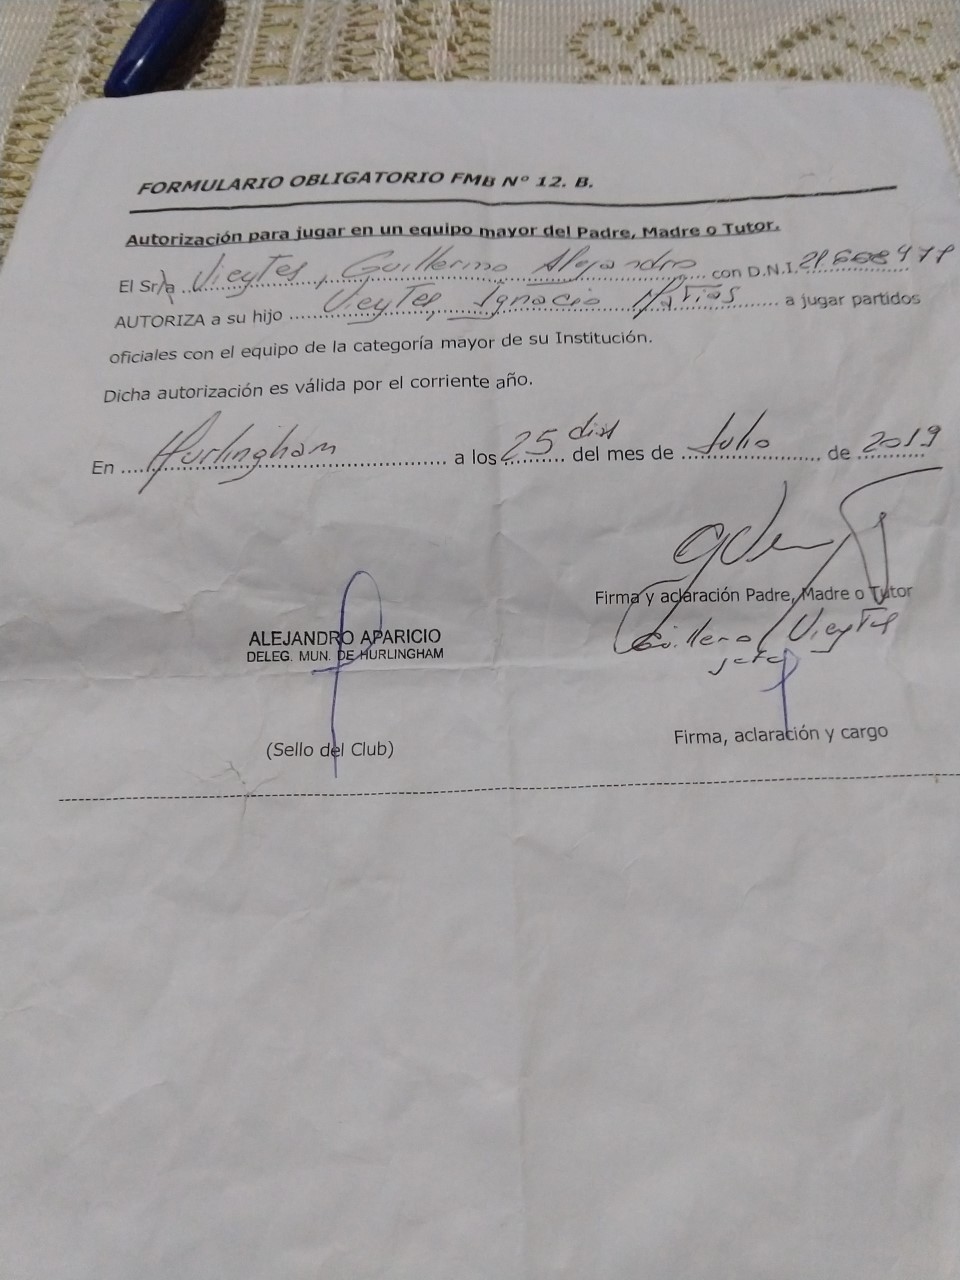 FORMULARIO OBLIGATORIO FMB Nº 12. B.
Autorización para jugar en un equipo mayor del Padre, Madre o Tutor.
El Sr/a Vieytes, Guillermo Alejandro con D.N.I. 21.608477
AUTORIZA a su hijo Vieytes, Ignacio Matías a jugar partidos
oficiales con el equipo de la categoría mayor de su Institución.
Dicha autorización es válida por el corriente año.
En Hurlingham a los 25 días del mes de Julio de 2019
Firma y aclaración Padre, Madre o Tutor
Guillermo Vieytes
ALEJANDRO APARICIO
DELEG. MUN. DE HURLINGHAM
(Sello del Club)
Firma, aclaración y cargo